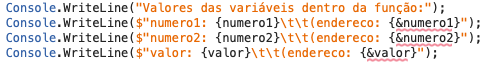 Console.WriteLine("Valores das variáveis dentro da função:");
Console.WriteLine($"numero1: {numero1}\t\t(endereco: {&numero1}");
Console.WriteLine($"numero2: {numero2}\t\t(endereco: {&numero2}");
Console.WriteLine($"valor: {valor}\t\t(endereco: {&valor}");